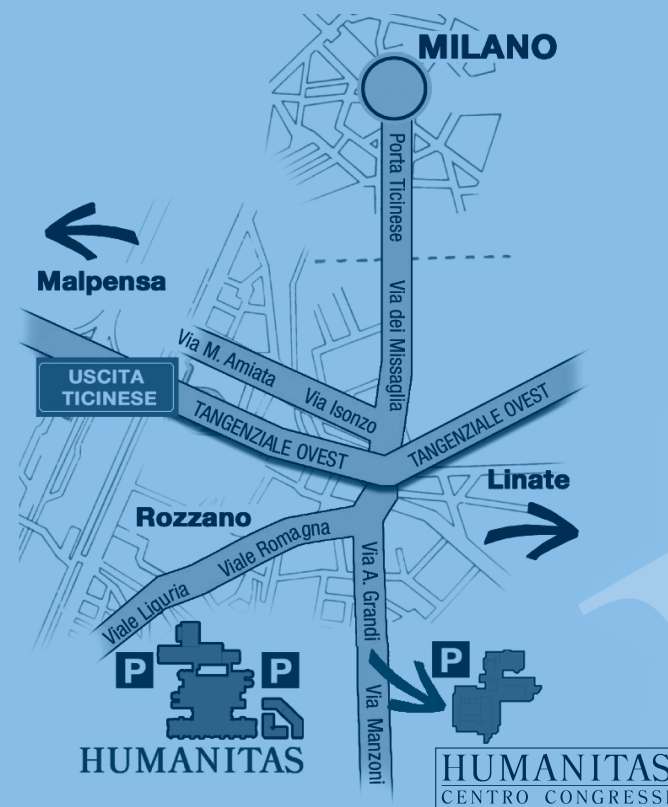 MILANO
Porta Ticinese
Malpensa
Via dei Missaglia
Via M. Amiata
Via Isonzo
USCITA
TICINESE
TANGENZIALE OVEST
TANGENZIALE OVEST
Linate
Rozzano
Viale Romagna
Viale Liguria
Via A. Grandi
P
P
P
Via Manzoni
HUMANITAS
HUMANITAS
CENTRO CONGRESSI